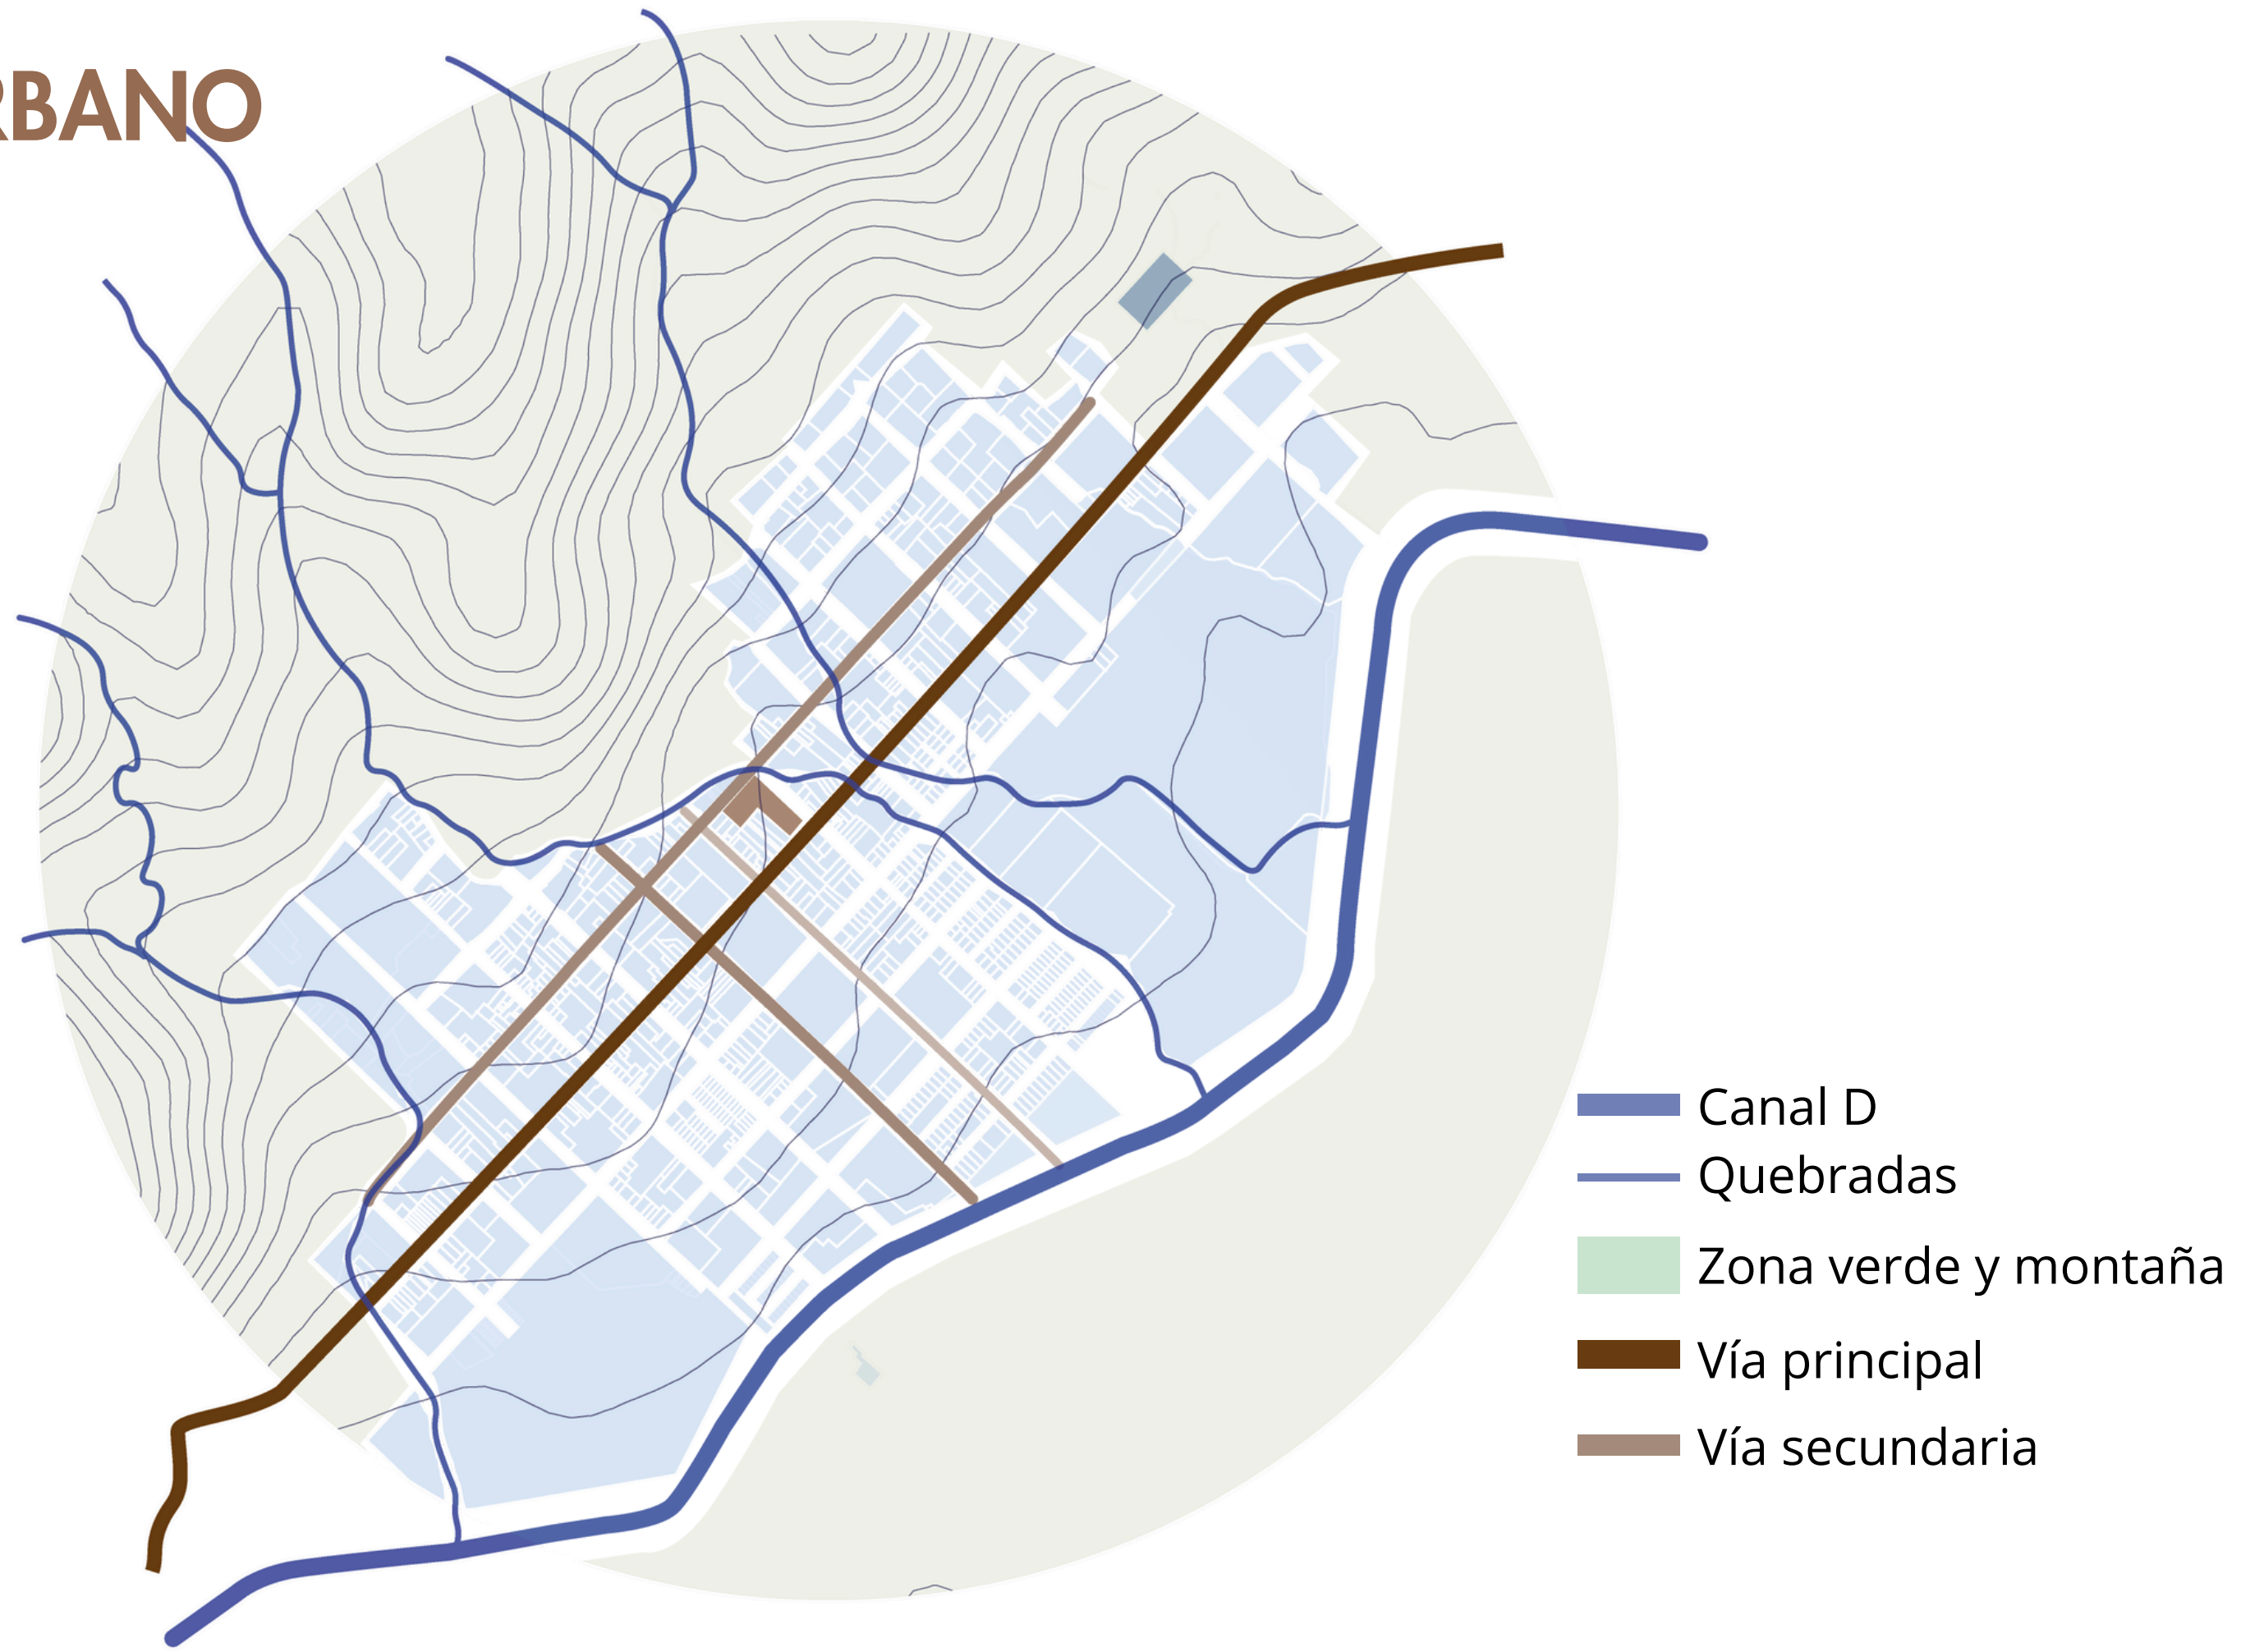 RBANO
Canal D
Quebradas
Zona verde y montaña
Vía principal
Vía secundaria